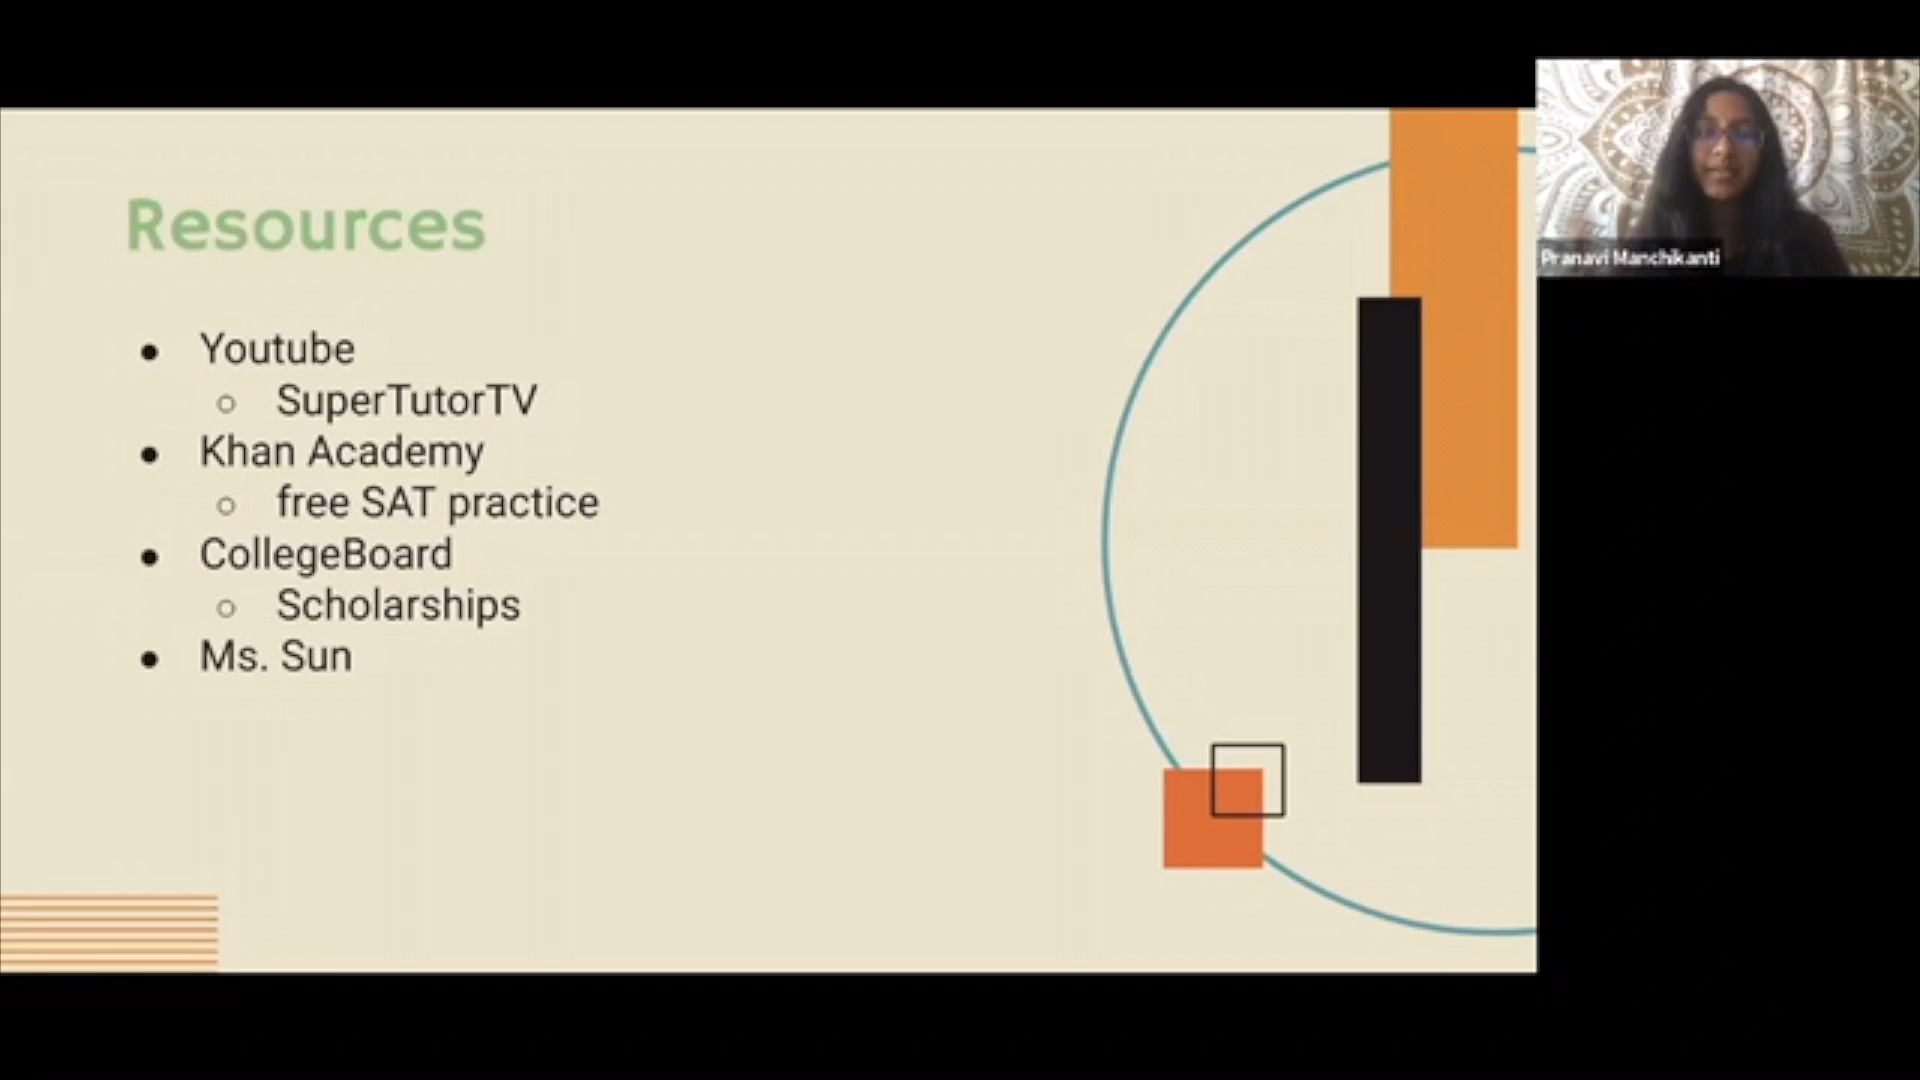 Resources
Youtube
SuperTutorTV
Khan Academy
free SAT practice
CollegeBoard
Scholarships
Ms. Sun
Pranavi Manchikanti